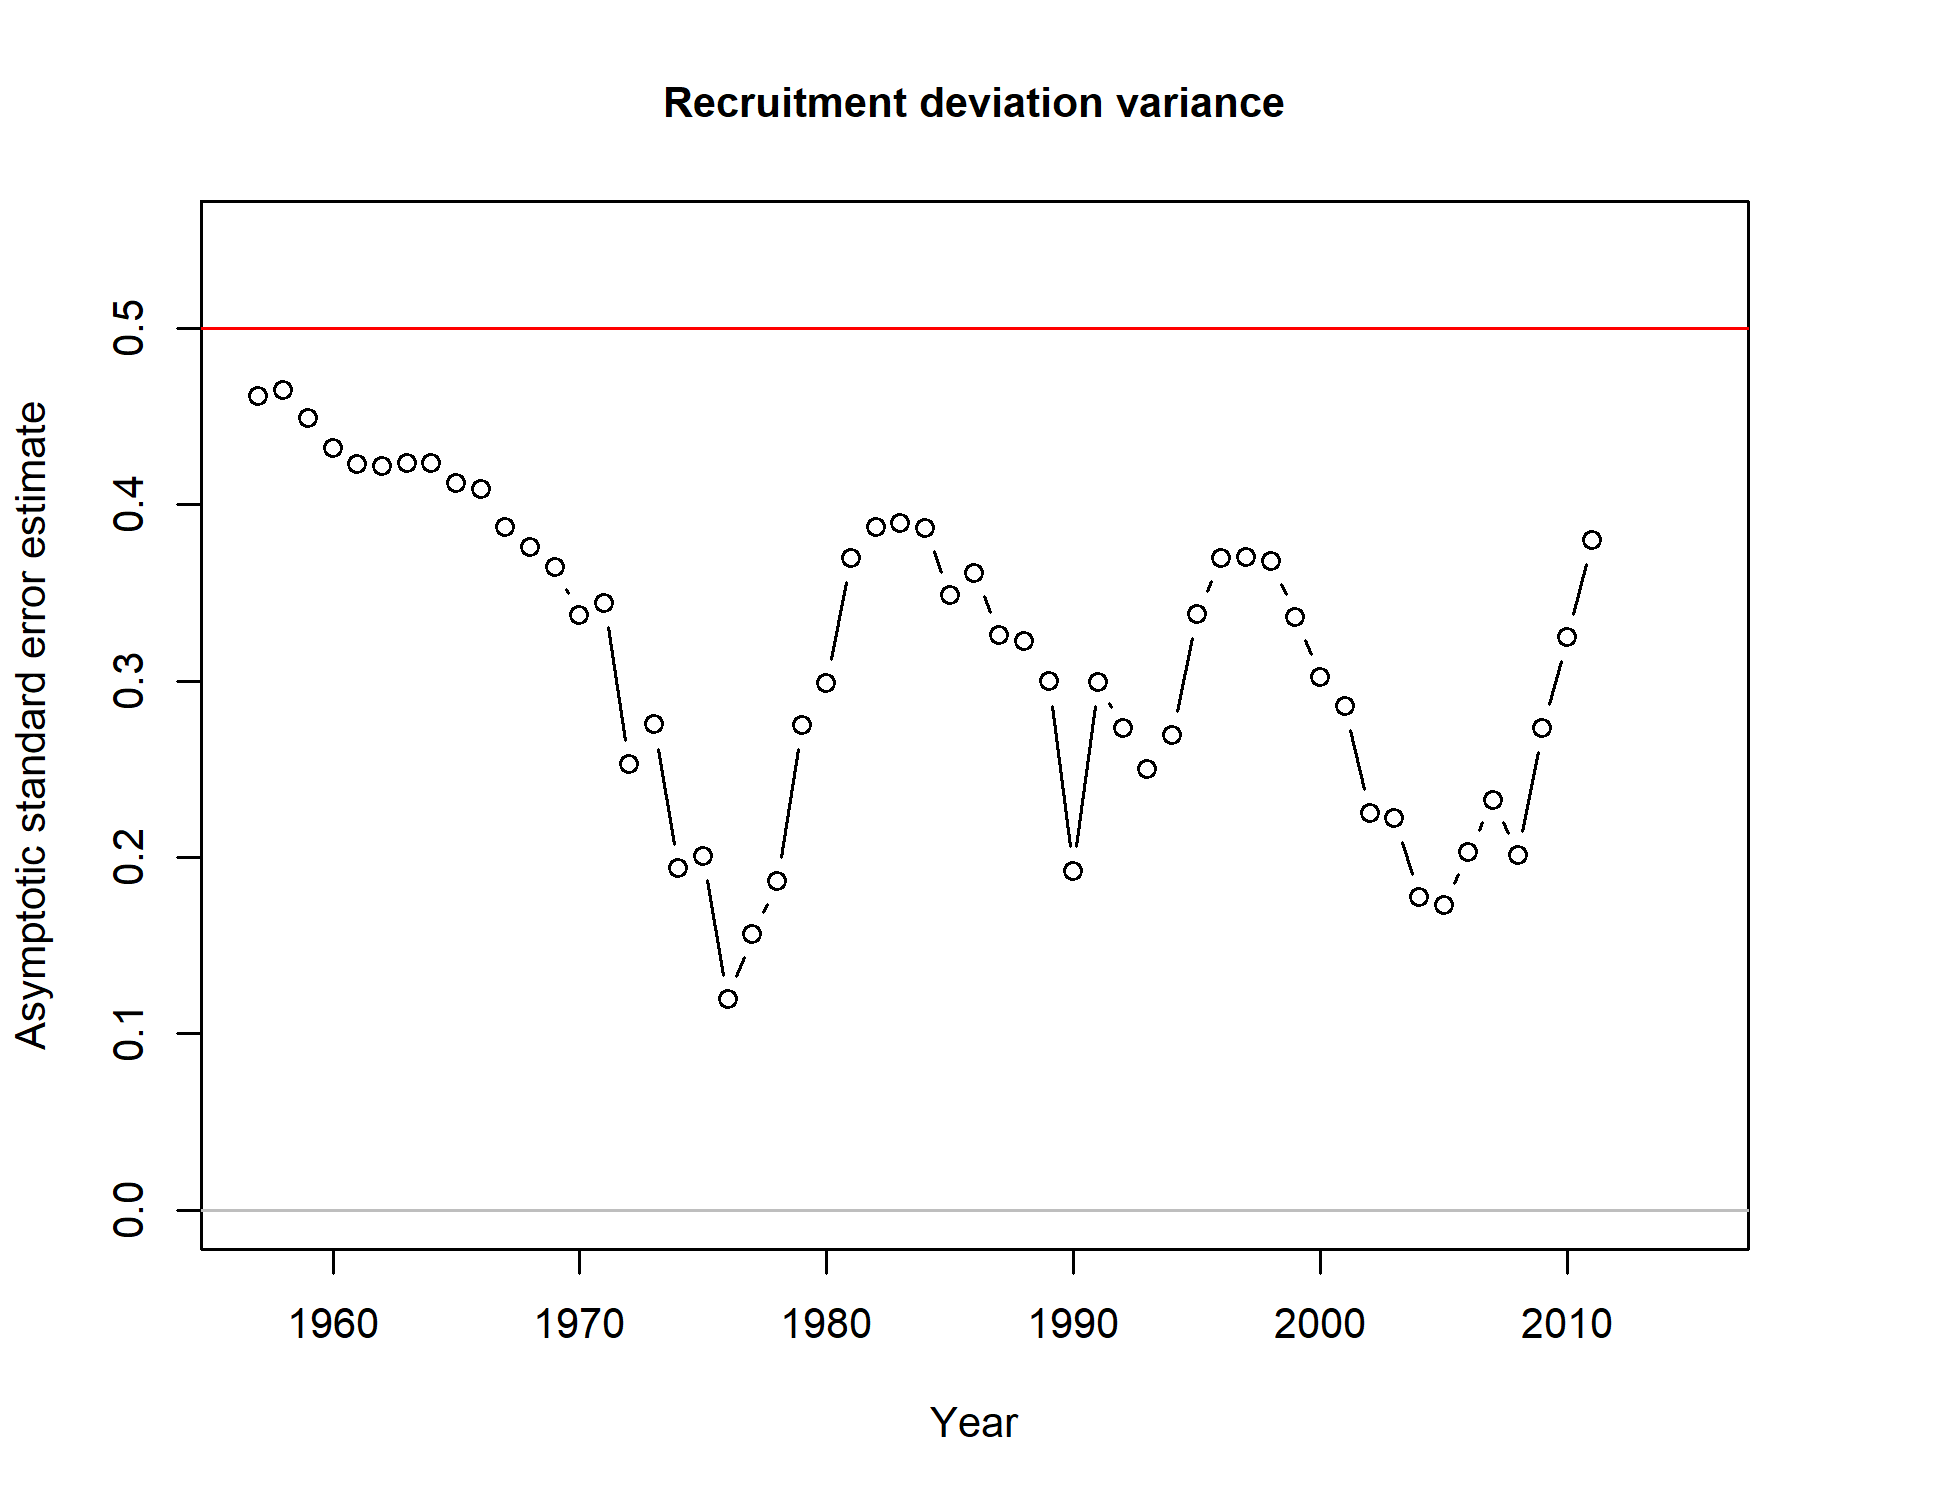 Recruitment deviation variance
Asymptotic standard error estimate
0.5
0.4
0.3
0.2
0.1
0.0
1960 1970 1980 1990 2000 2010
Year